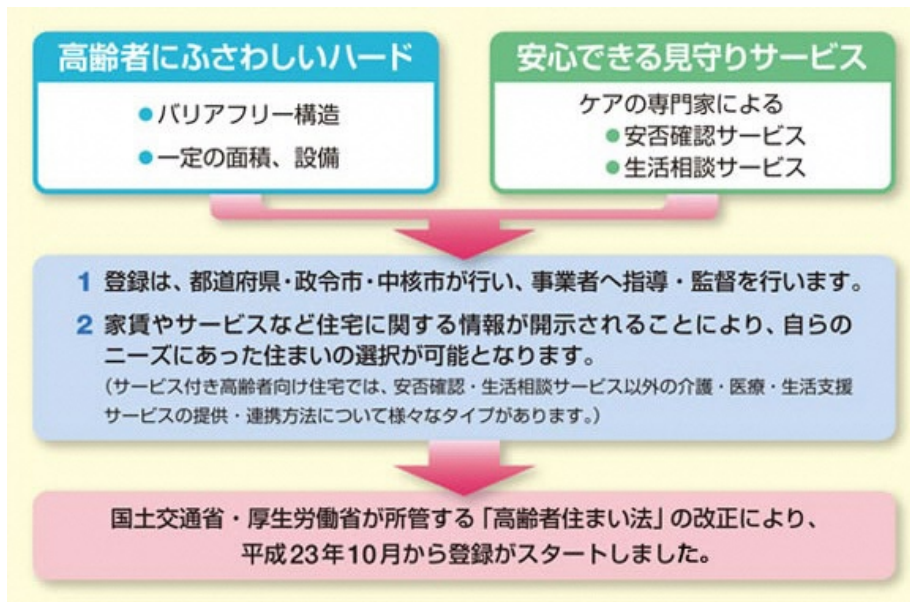 高齢者にふさわしいハード
●バリアフリー構造
●一定の面積、設備
安心できる見守りサービス
ケアの専門家による
●安否確認サービス
●生活相談サービス
1 登録は、都道府県・政令市・中核市が行い、事業者へ指導・監督を行います。
2 家賃やサービスなど住宅に関する情報が開示されることにより、自らの
ニーズにあった住まいの選択が可能となります。
(サービス付き高齢者向け住宅では、安否確認・生活相談サービス以外の介護・医療・生活支援
サービスの提供・連携方法について様々なタイプがあります。)
国土交通省・厚生労働省が所管する「高齢者住まい法」の改正により、
平成23年10月から登録がスタートしました。